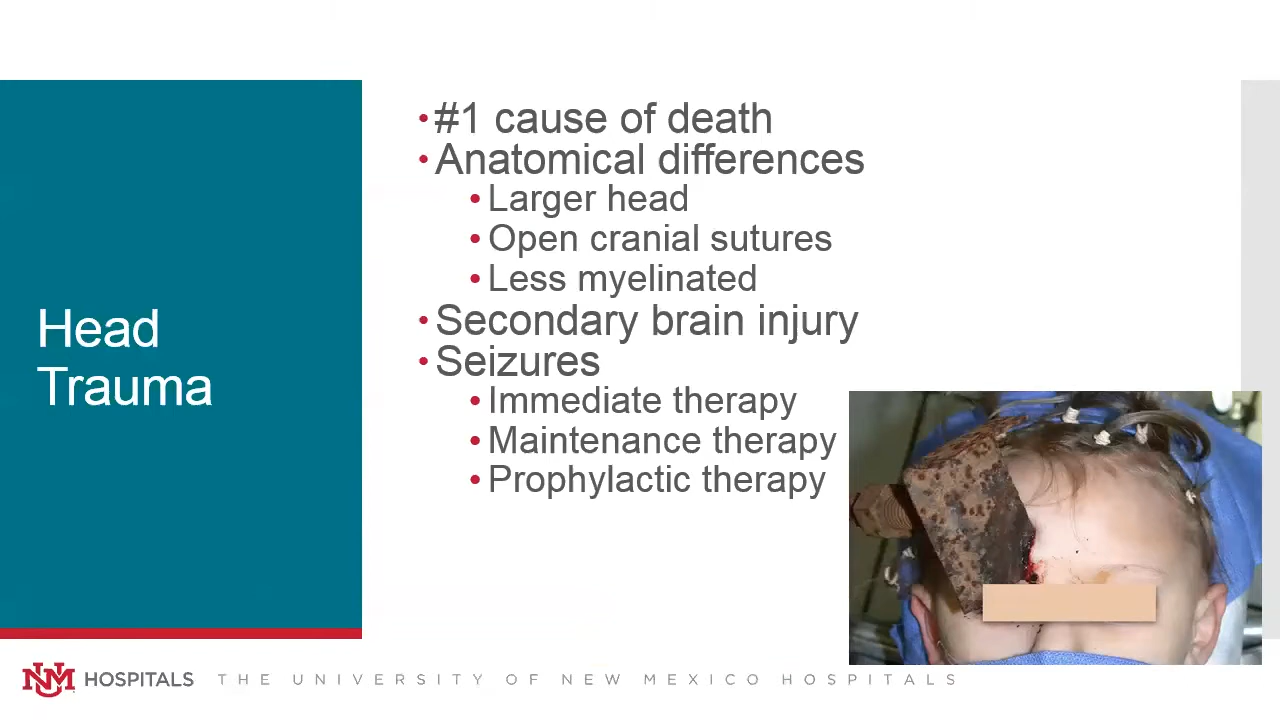 Head
Trauma
•#1 cause of death
•Anatomical differences
•Larger head
•Open cranial sutures
•Less myelinated
•Secondary brain injury
•Seizures
•Immediate therapy
•Maintenance therapy
•Prophylactic therapy
UNM HOSPITALS THE UNIVERSITY OF NEW MEXICO HOSPITALS